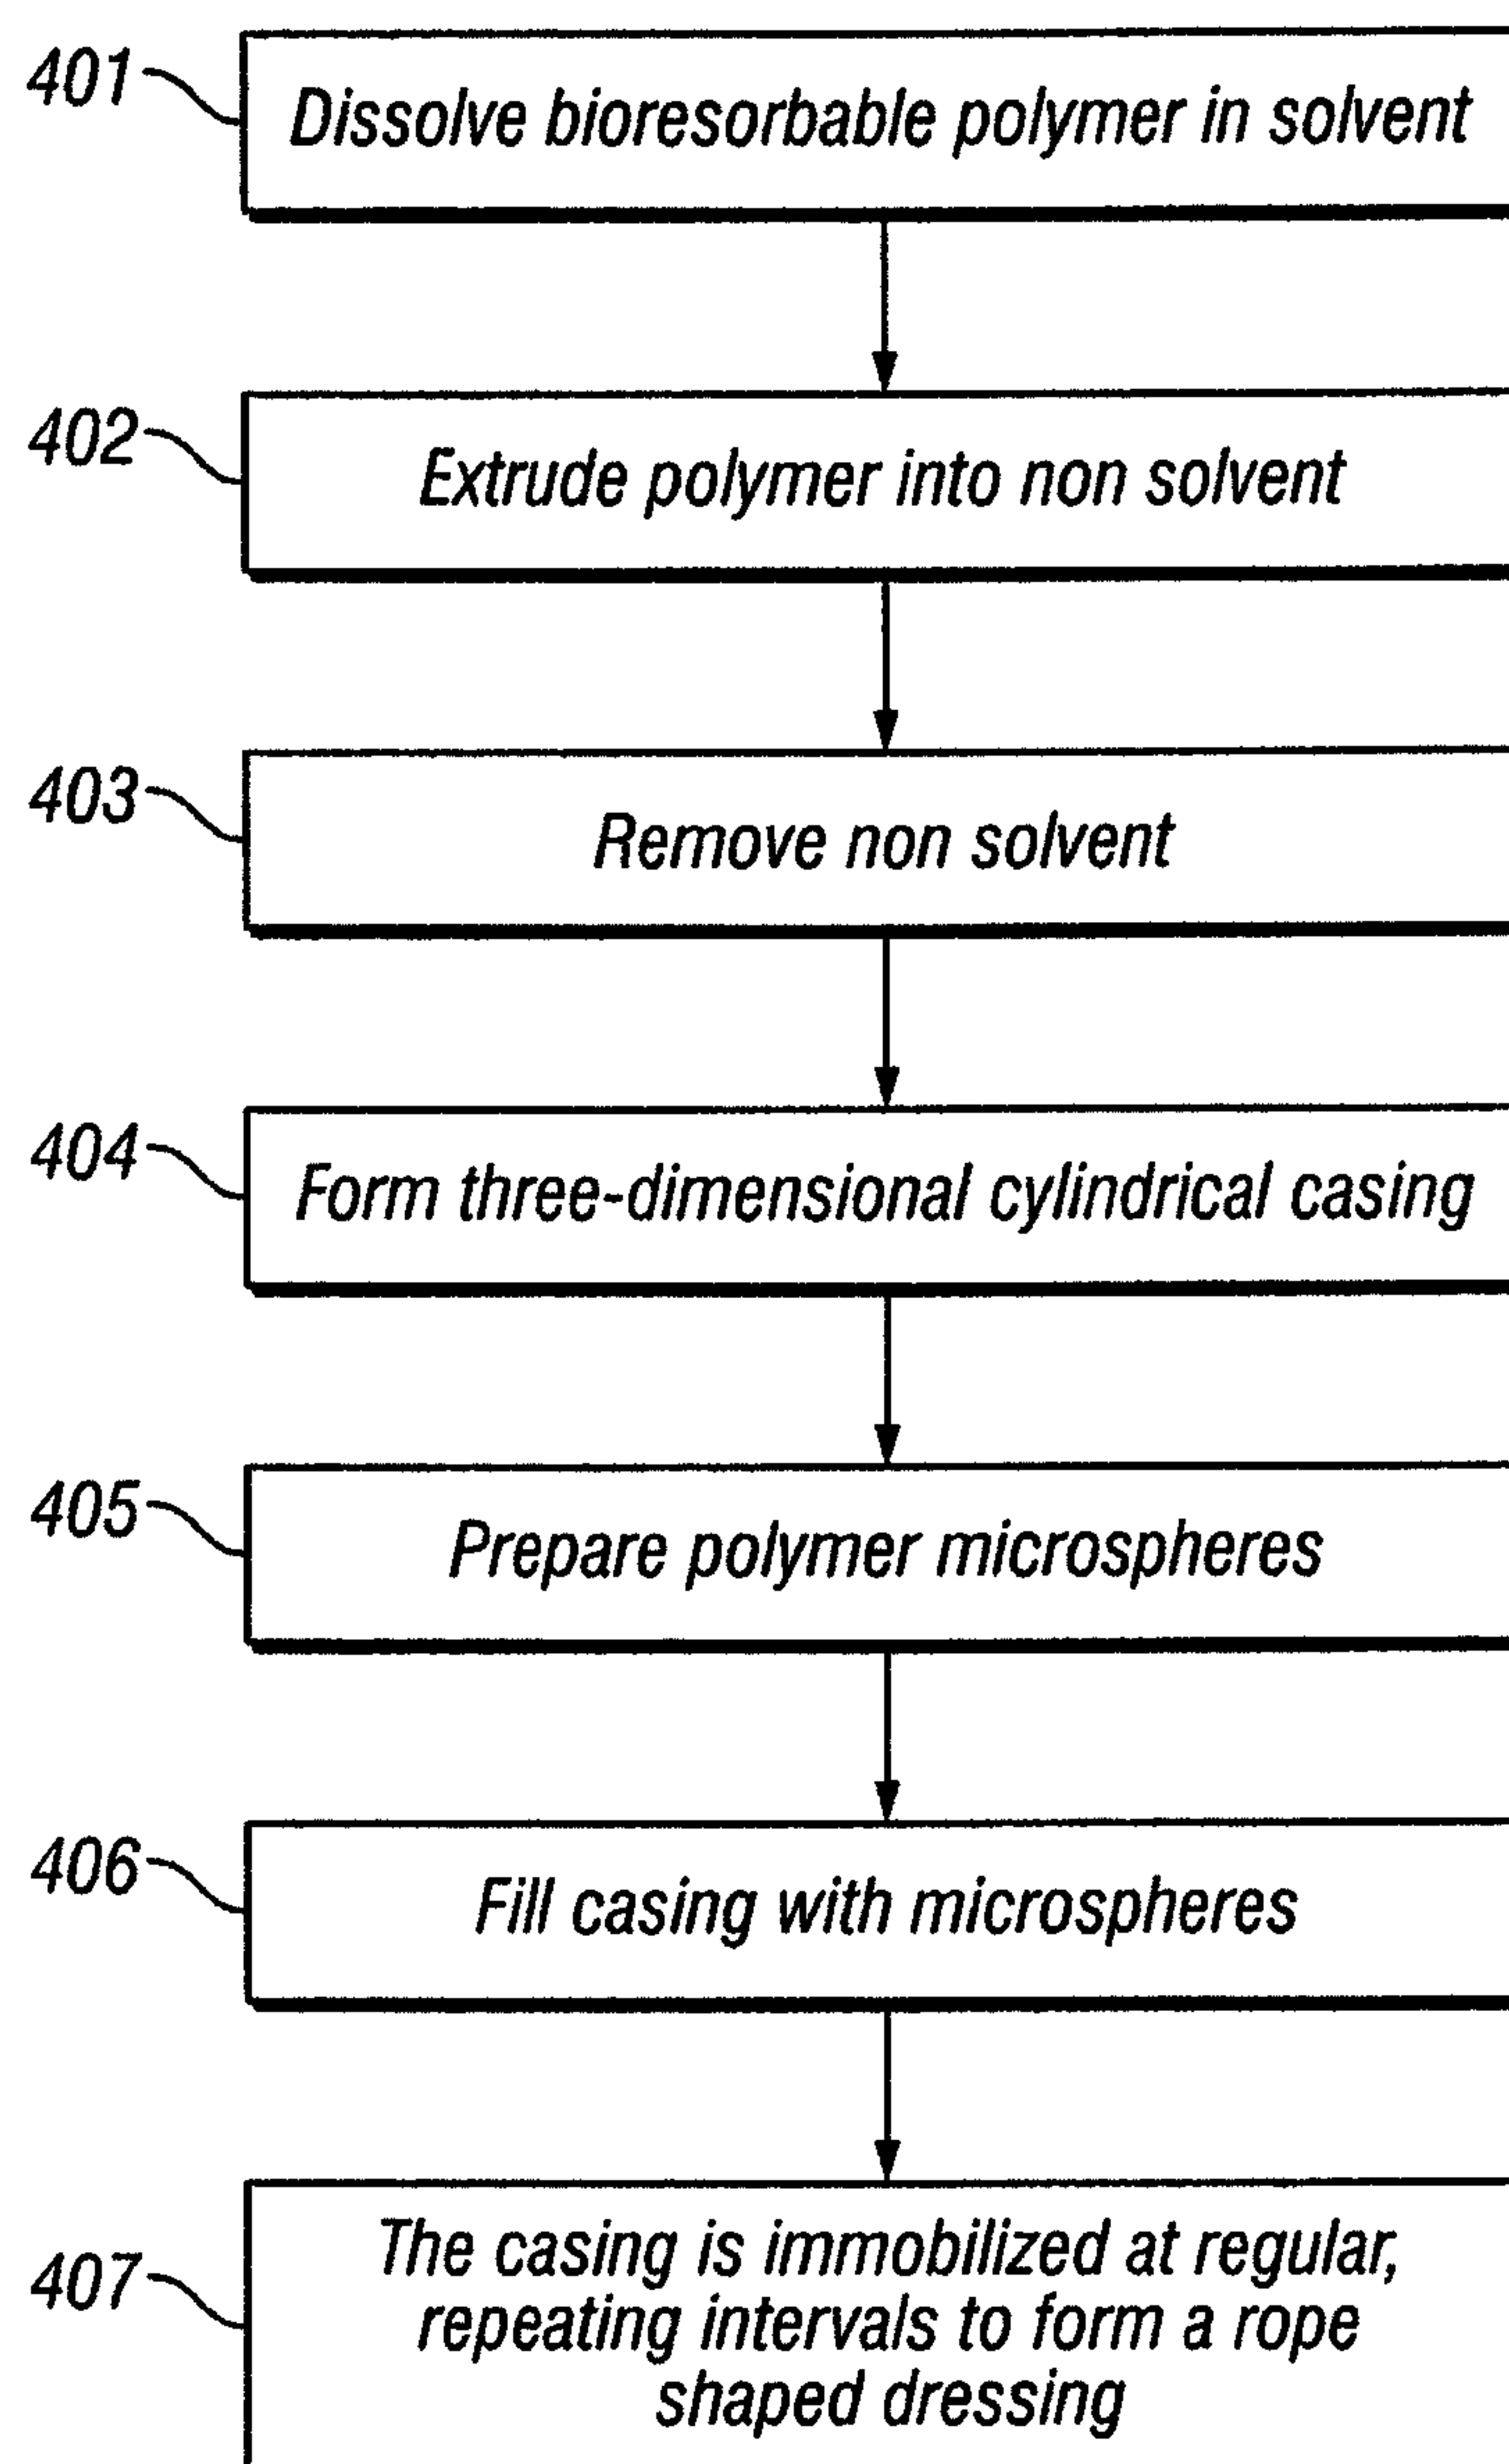 401
Dissolve bioresorbable polymer in solvent
402
Extrude polymer into non solvent
403
Remove non solvent
404
Form three-dimensional cylindrical casing
405
Prepare polymer microspheres
406
Fill casing with microspheres
407
The casing is immobilized at regular,
repeating intervals to form a rope
shaped dressing